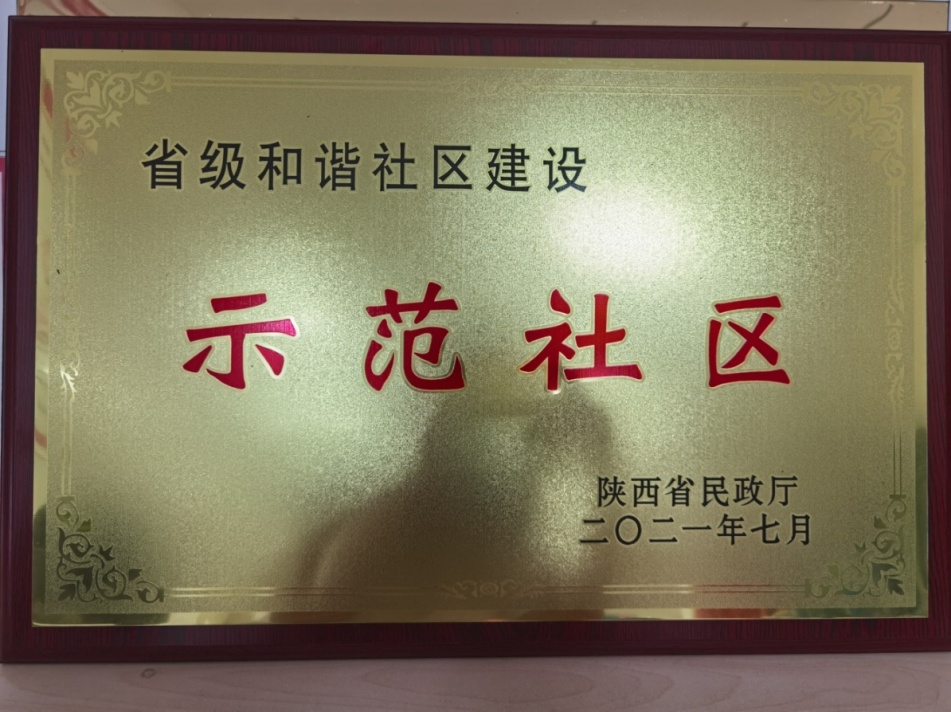 省级和谐社区建设
示范社区
陕西省民政厅
二〇二一年七月